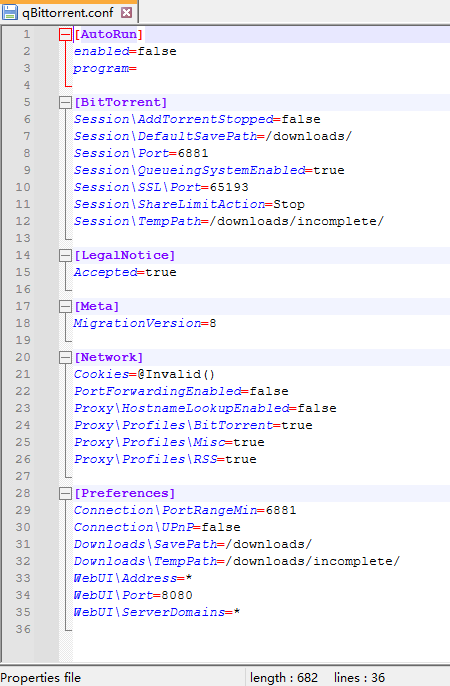 qBittorrent.conf
1 [AutoRun]
2 enabled=false
3 program=
4
5 [BitTorrent]
6 Session\AddTorrentStopped=false
7 Session\DefaultSavePath=/downloads/
8 Session\Port=6881
9 Session\QueueingSystemEnabled=true
10 Session\SSL\Port=65193
11 Session\ShareLimitAction=Stop
12 Session\TempPath=/downloads/incomplete/
13
14 [LegalNotice]
15 Accepted=true
16
17 [Meta]
18 MigrationVersion=8
19
20 [Network]
21 Cookies=@Invalid()
22 PortForwardingEnabled=false
23 Proxy\HostnameLookupEnabled=false
24 Proxy\Profiles\BitTorrent=true
25 Proxy\Profiles\Misc=true
26 Proxy\Profiles\RSS=true
27
28 [Preferences]
29 Connection\PortRangeMin=6881
30 Connection\UPnP=false
31 Downloads\SavePath=/downloads/
32 Downloads\TempPath=/downloads/incomplete/
33 WebUI\Address=*
34 WebUI\Port=8080
35 WebUI\ServerDomains=*
36
Properties file length : 682 lines : 36